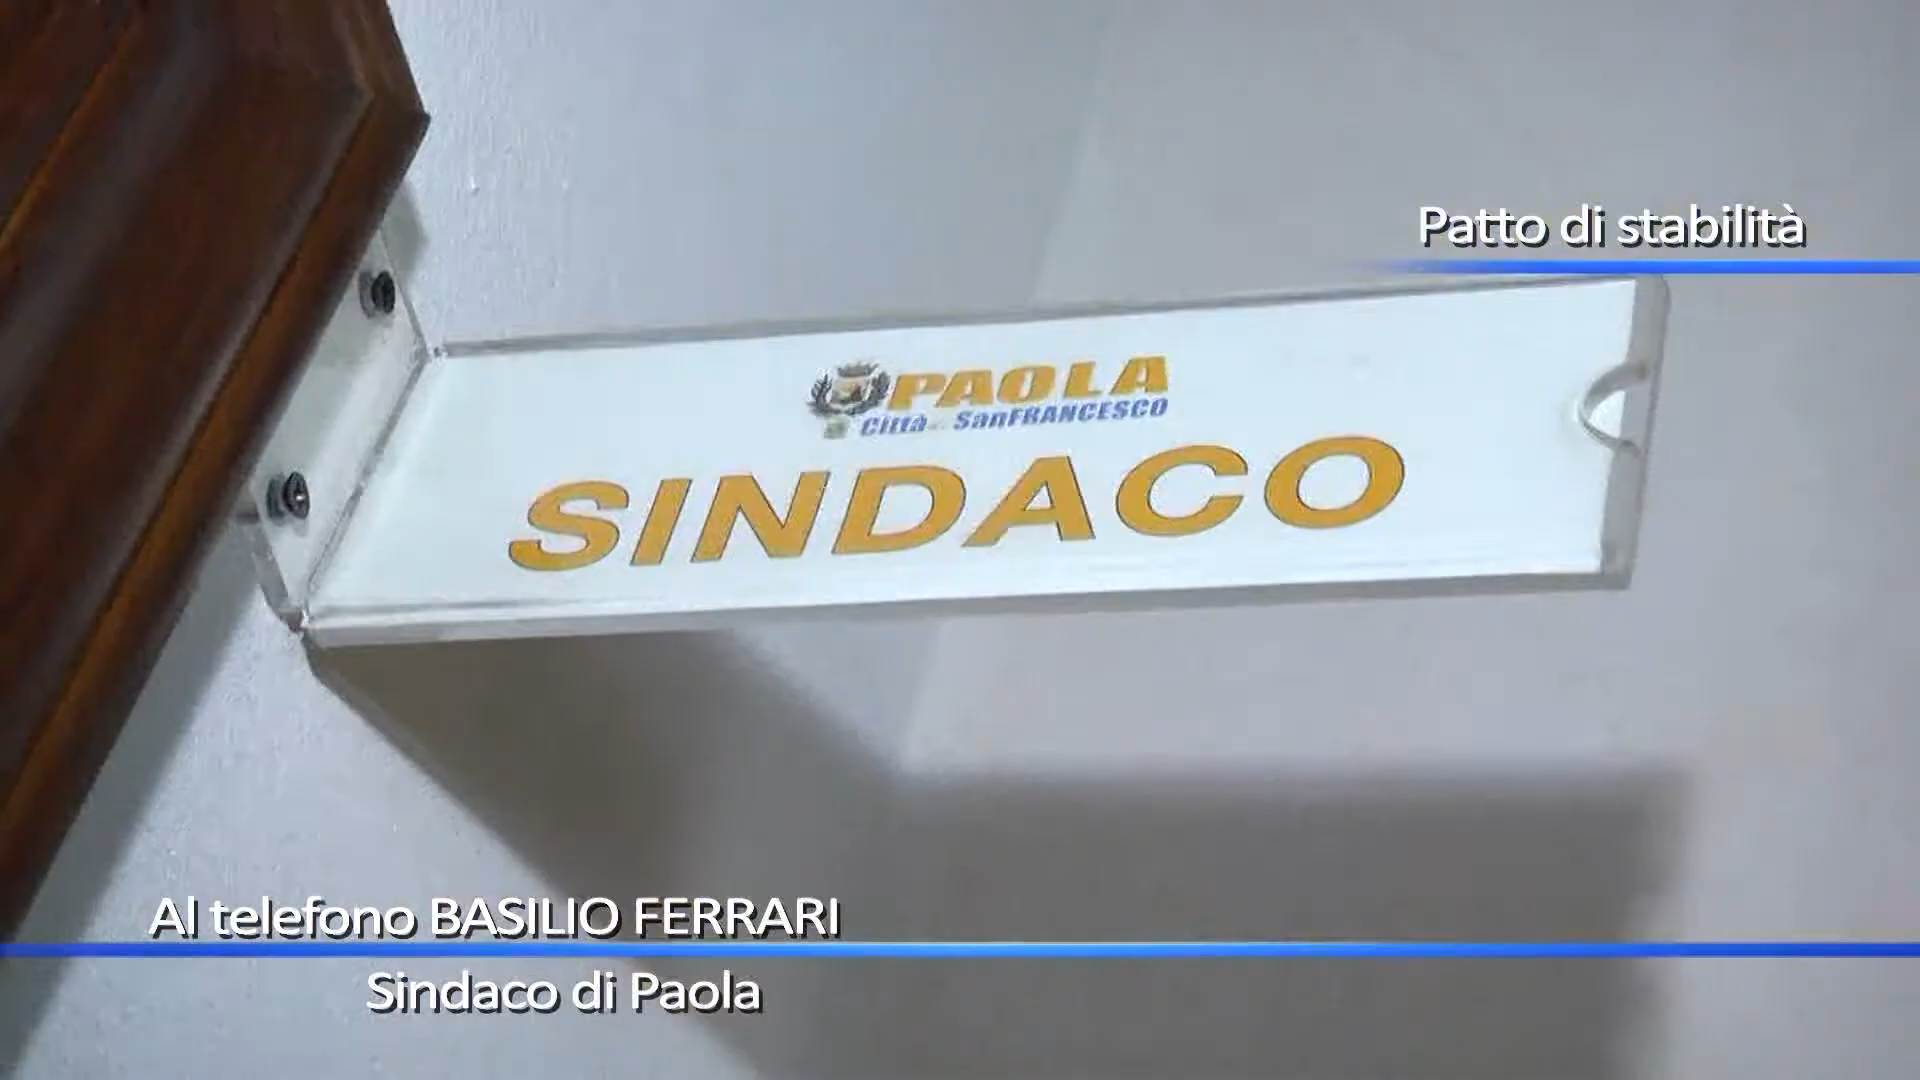 Patto di stabilità
PAOLA
Città di SanFRANCESCO
SINDACO
Al telefono BASILIO FERRARI
Sindaco di Paola